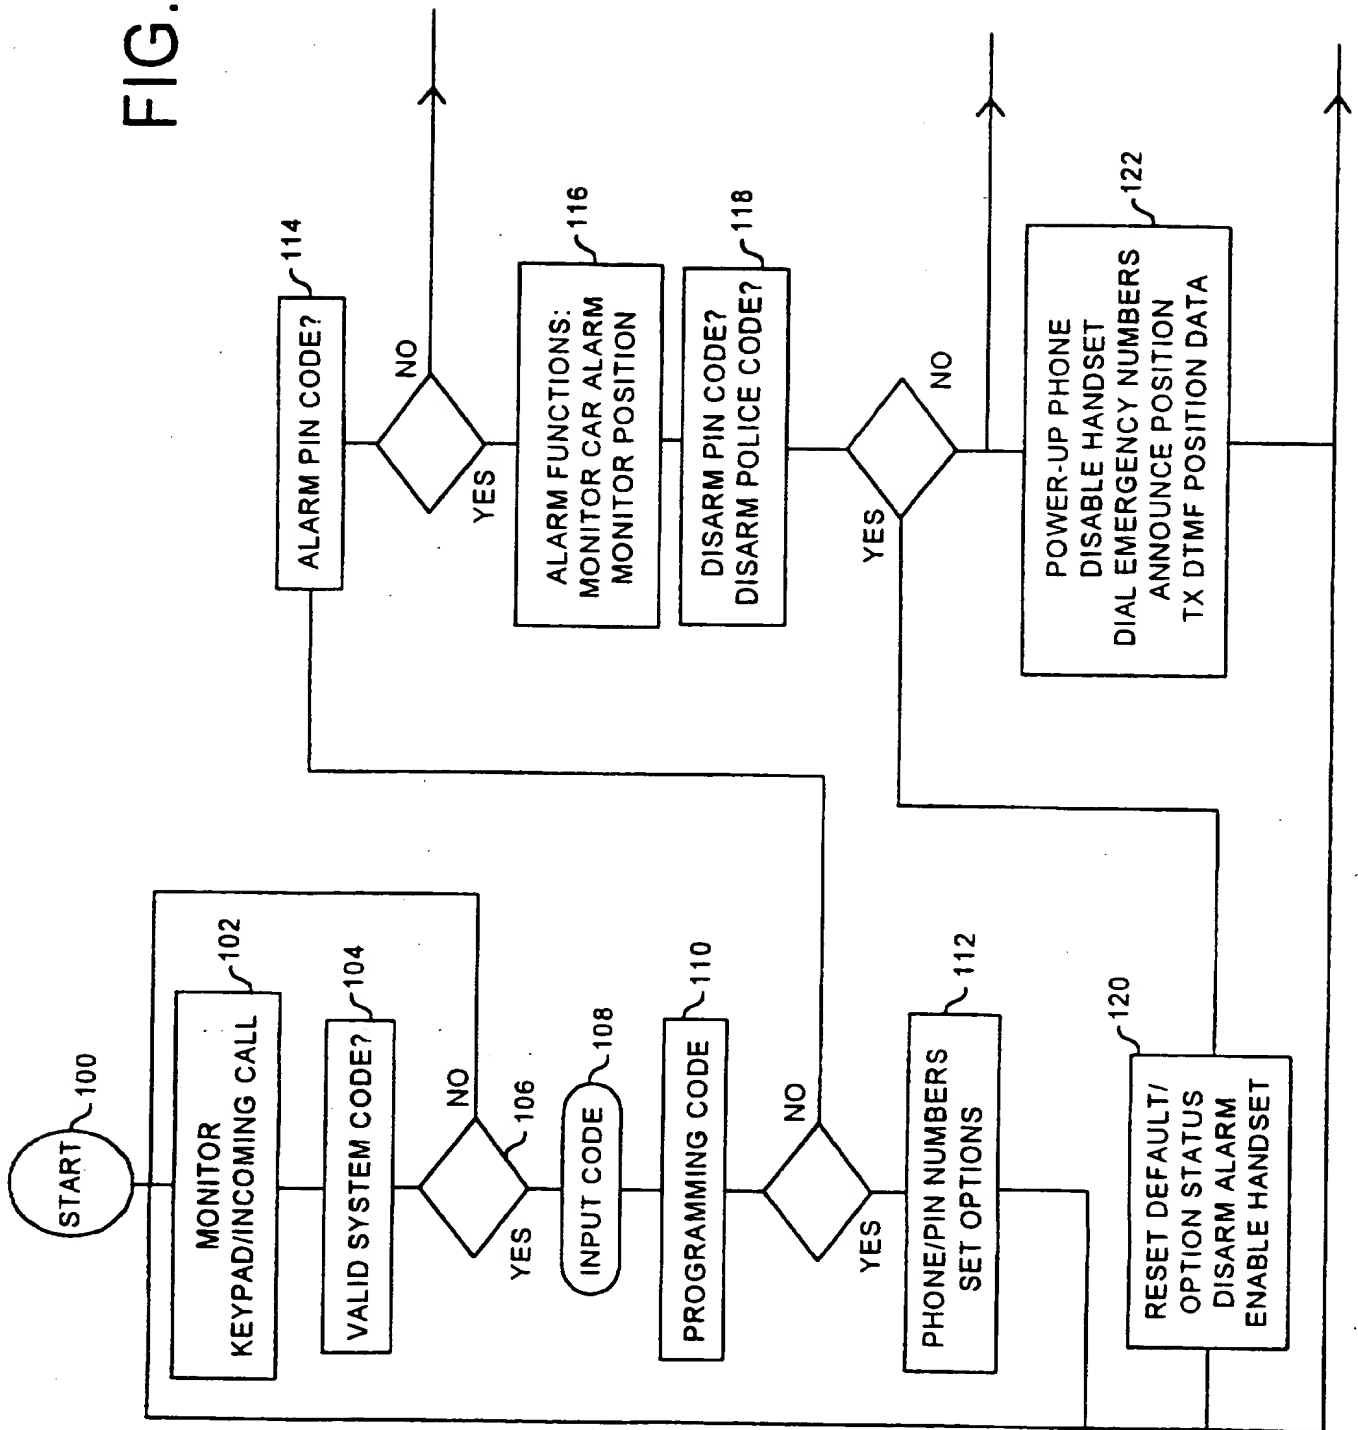 FIG.
START
100
MONITOR
KEYPAD/INCOMING CALL
102
VALID SYSTEM CODE?
104
NO
106
YES
INPUT CODE
108
PROGRAMMING CODE
110
NO
YES
PHONE/PIN NUMBERS
SET OPTIONS
112
ALARM PIN CODE?
114
NO
YES
ALARM FUNCTIONS:
MONITOR CAR ALARM
MONITOR POSITION
116
DISARM PIN CODE?
DISARM POLICE CODE?
118
YES
NO
RESET DEFAULT/
OPTION STATUS
DISARM ALARM
ENABLE HANDSET
120
POWER-UP PHONE
DISABLE HANDSET
DIAL EMERGENCY NUMBERS
ANNOUNCE POSITION
TX DTMF POSITION DATA
122